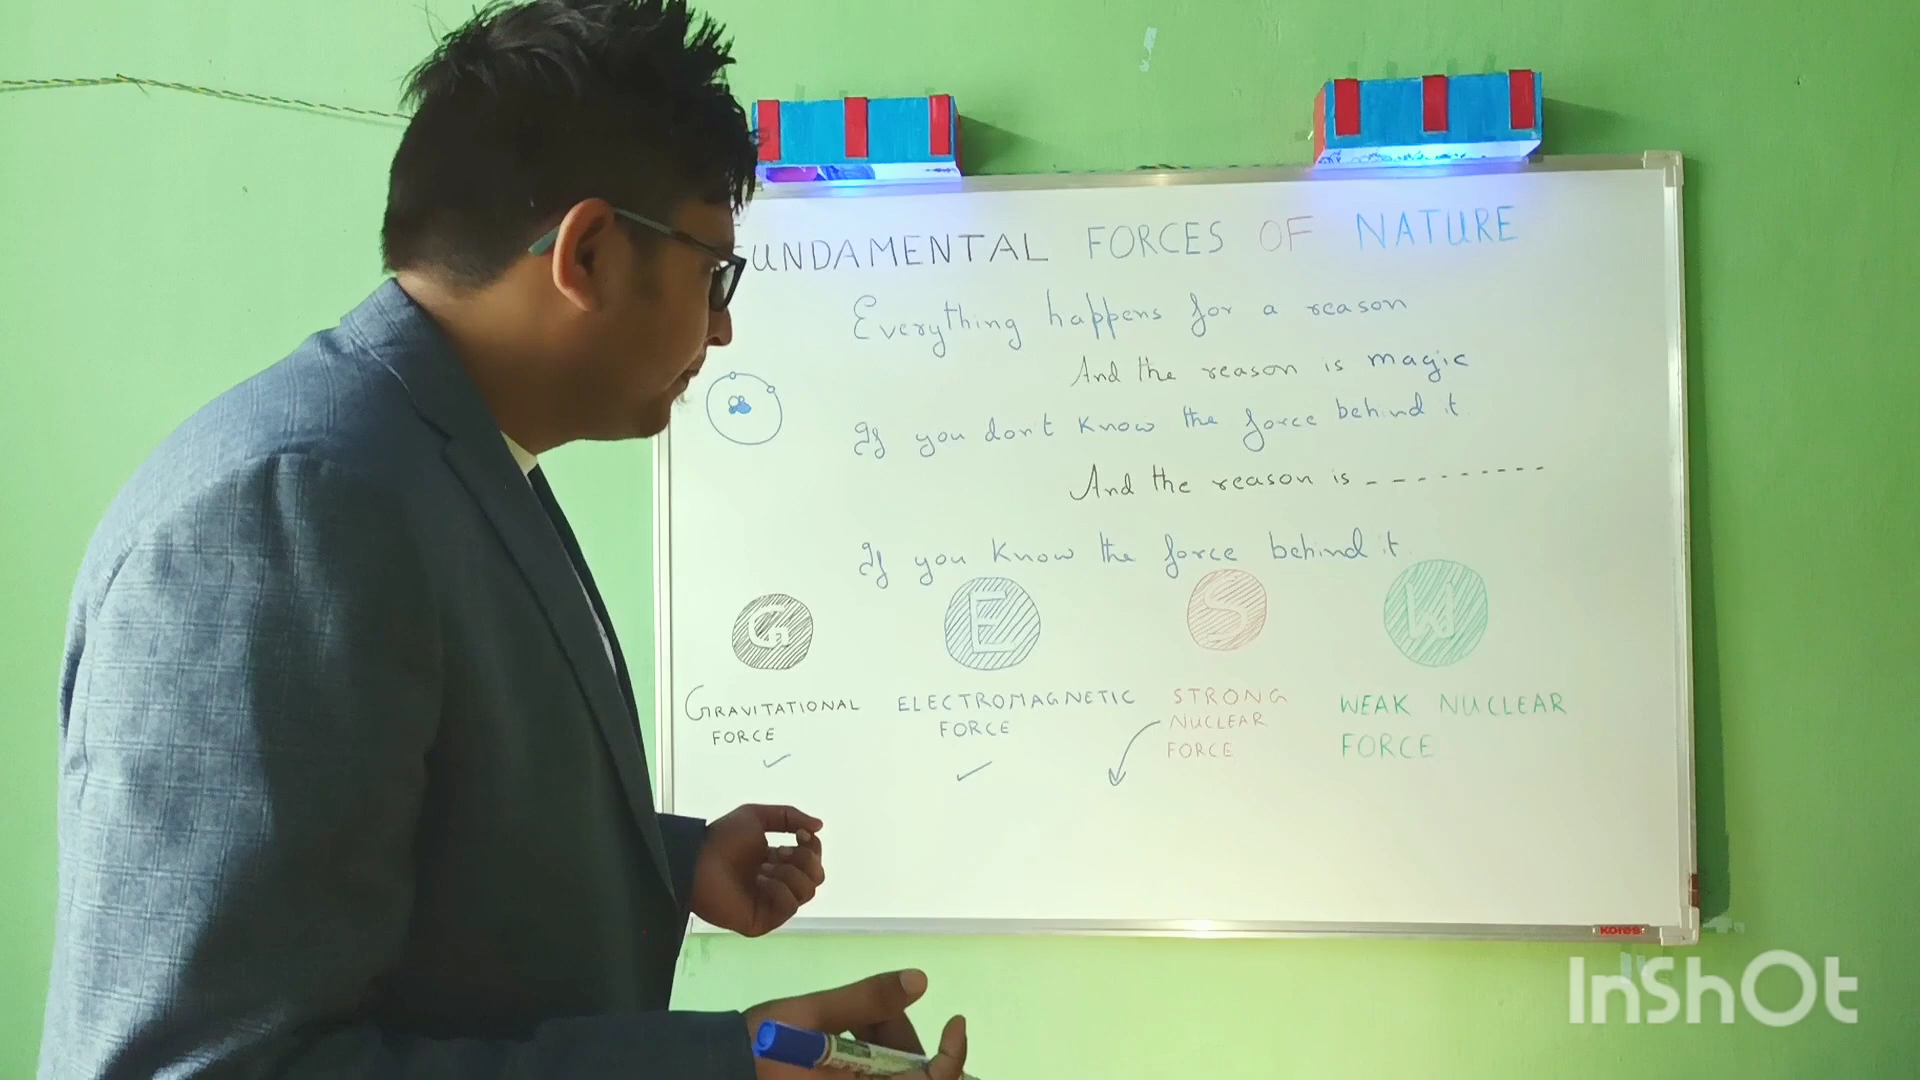 FUNDAMENTAL FORCES OF NATURE
Everything happens for a reason
And the reason is magic
If you don't know the force behind it.
And the reason is ---------
If you know the force behind it.
G E S W
GRAVITATIONAL FORCE
ELECTROMAGNETIC FORCE
STRONG NUCLEAR FORCE
WEAK NUCLEAR FORCE
kores
InShOt